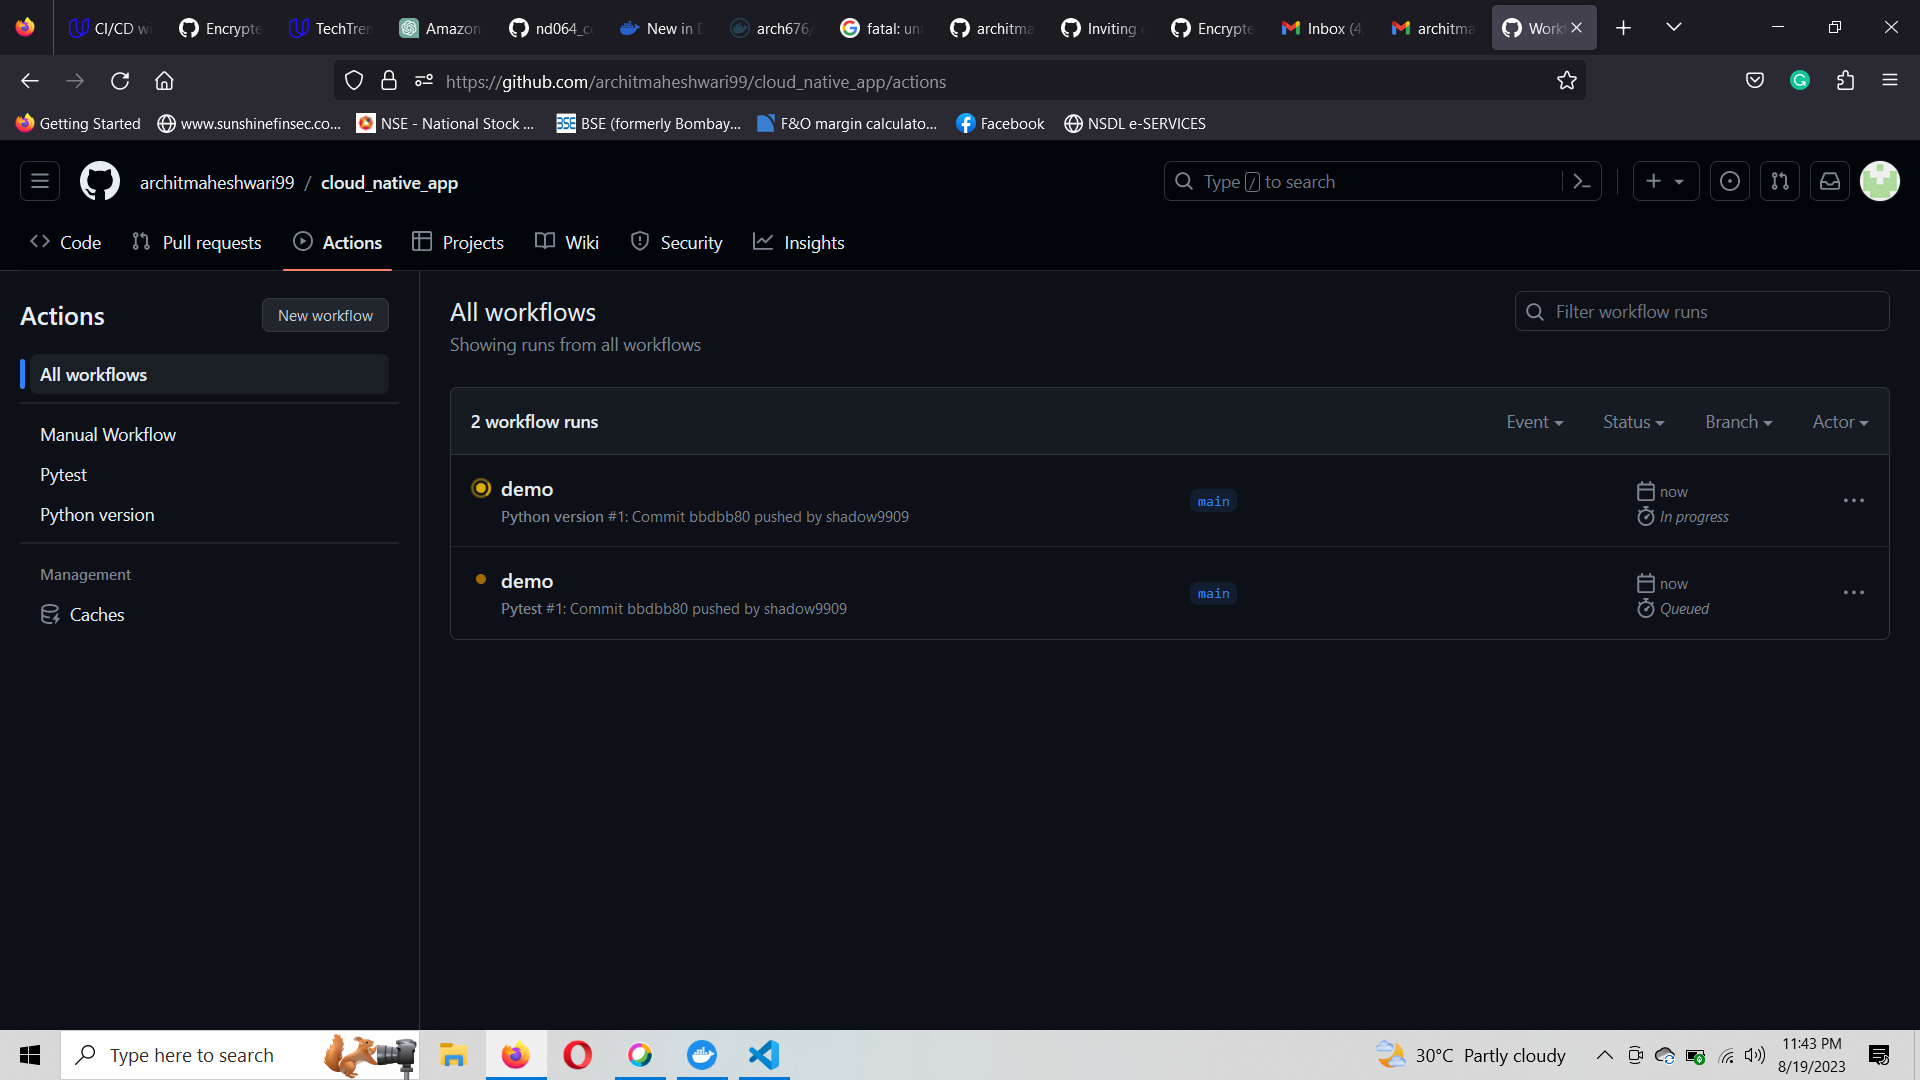 CI/CD wi
Encrypte
TechTren
Amazon
nd064_c
New in D
arch676/
fatal: un
architma
Inviting
Encrypte
Inbox (4
architma
Work
https://github.com/architmaheshwari99/cloud_native_app/actions
Getting Started
www.sunshinefinsec.co...
NSE - National Stock ...
BSE (formerly Bombay...
F&O margin calculato...
Facebook
NSDL e-SERVICES
architmaheshwari99 / cloud_native_app
Type / to search
Code
Pull requests
Actions
Projects
Wiki
Security
Insights
Actions
New workflow
All workflows
Manual Workflow
Pytest
Python version
Management
Caches
All workflows
Showing runs from all workflows
Filter workflow runs
2 workflow runs
Event
Status
Branch
Actor
demo
Python version #1: Commit bbdbb80 pushed by shadow9909
main
now
In progress
demo
Pytest #1: Commit bbdbb80 pushed by shadow9909
main
now
Queued
Type here to search
30°C Partly cloudy
11:43 PM
8/19/2023